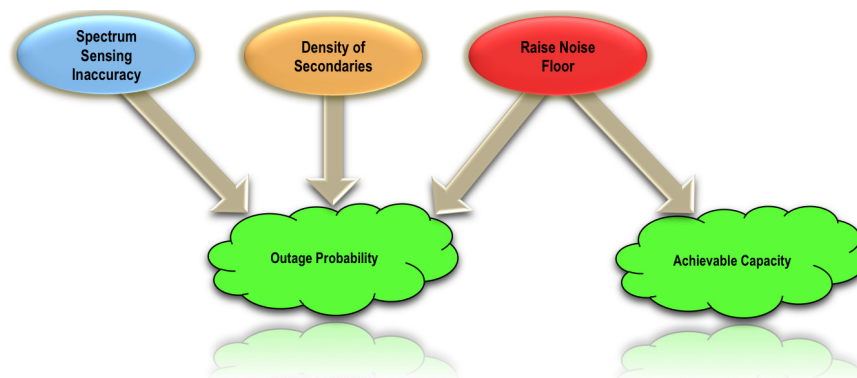 Spectrum
Sensing
Inaccuracy
Density of
Secondaries
Raise Noise
Floor
Outage Probability
Achievable Capacity